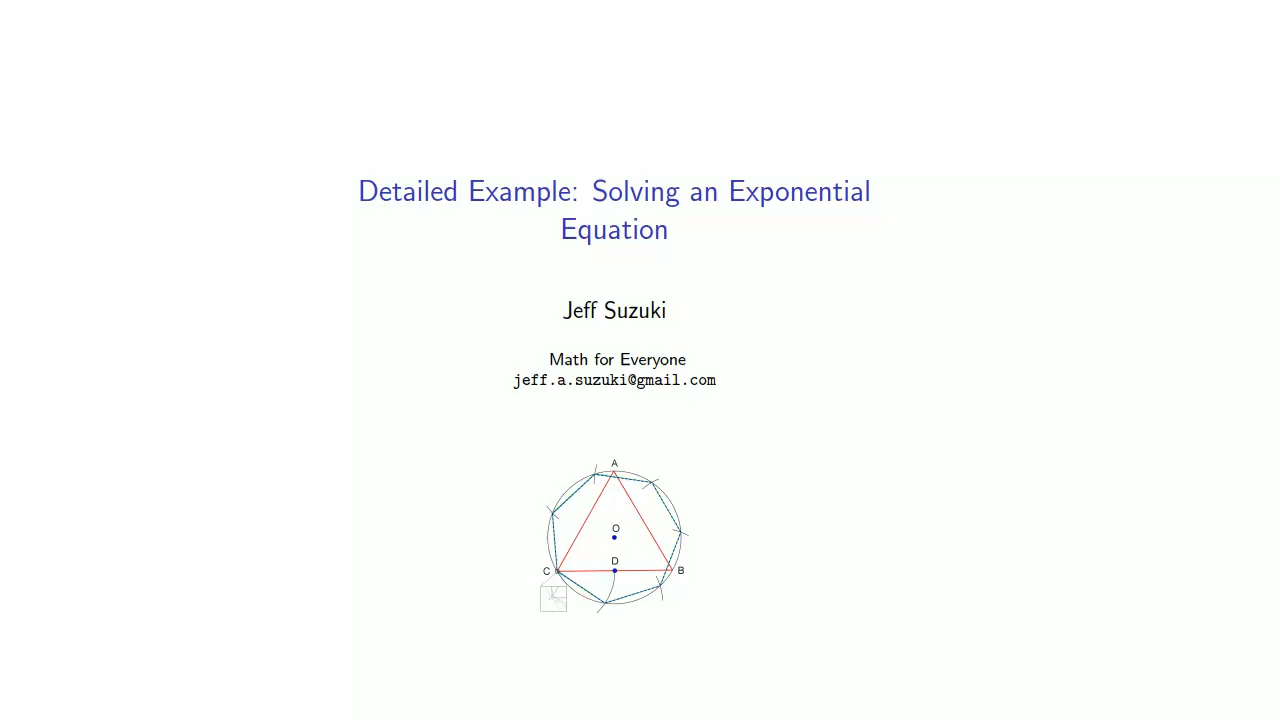 Detailed Example: Solving an Exponential
Equation
Jeff Suzuki
Math for Everyone
jeff.a.suzuki@gmail.com
A
O
D
C
B